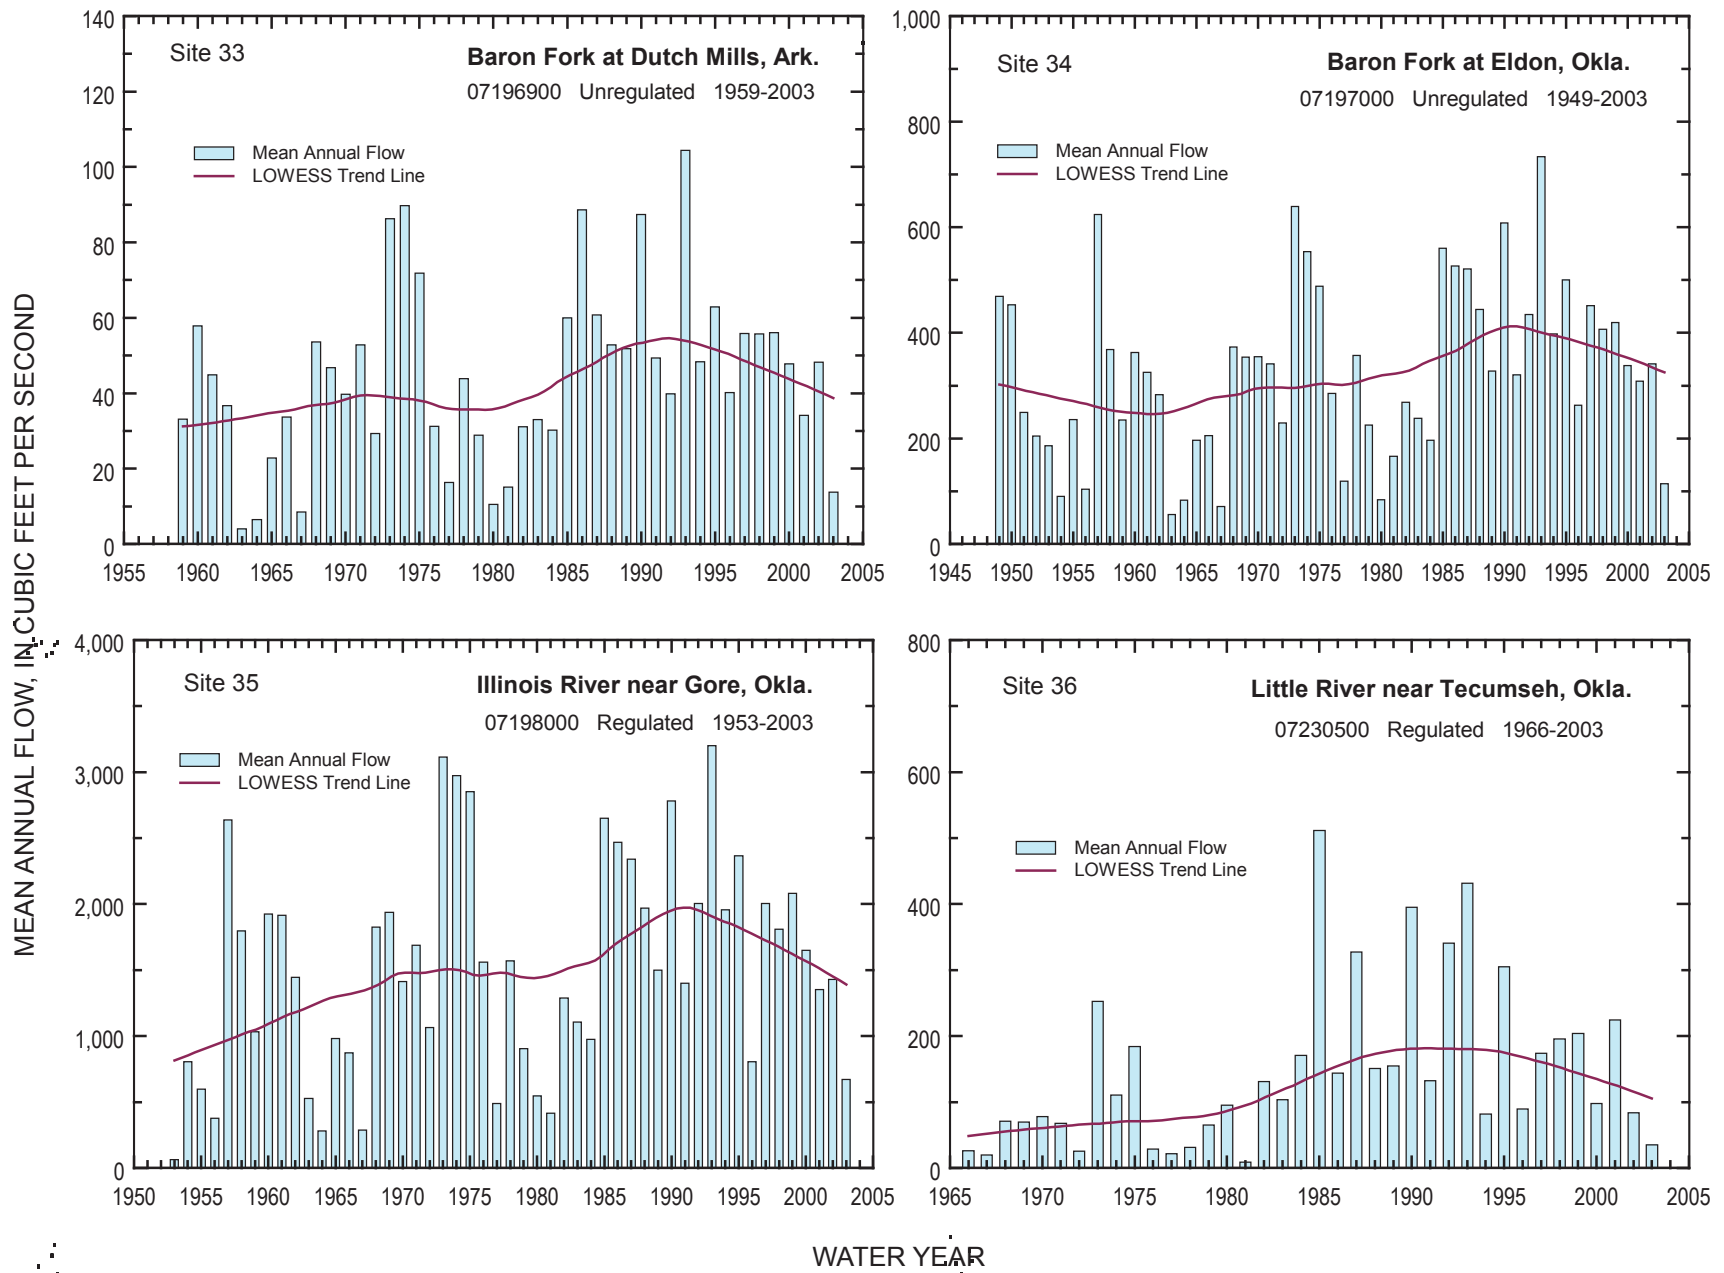 MEAN ANNUAL FLOW, IN CUBIC FEET PER SECOND
Site 33
Baron Fork at Dutch Mills, Ark.
07196900 Unregulated 1959-2003
Mean Annual Flow
LOWESS Trend Line
140
120
100
80
60
40
20
0
1955 1960 1965 1970 1975 1980 1985 1990 1995 2000 2005
Site 34
Baron Fork at Eldon, Okla.
07197000 Unregulated 1949-2003
Mean Annual Flow
LOWESS Trend Line
1,000
800
600
400
200
0
1945 1950 1955 1960 1965 1970 1975 1980 1985 1990 1995 2000 2005
Site 35
Illinois River near Gore, Okla.
07198000 Regulated 1953-2003
Mean Annual Flow
LOWESS Trend Line
4,000
3,000
2,000
1,000
0
1950 1955 1960 1965 1970 1975 1980 1985 1990 1995 2000 2005
Site 36
Little River near Tecumseh, Okla.
07230500 Regulated 1966-2003
Mean Annual Flow
LOWESS Trend Line
800
600
400
200
0
1965 1970 1975 1980 1985 1990 1995 2000 2005
WATER YEAR